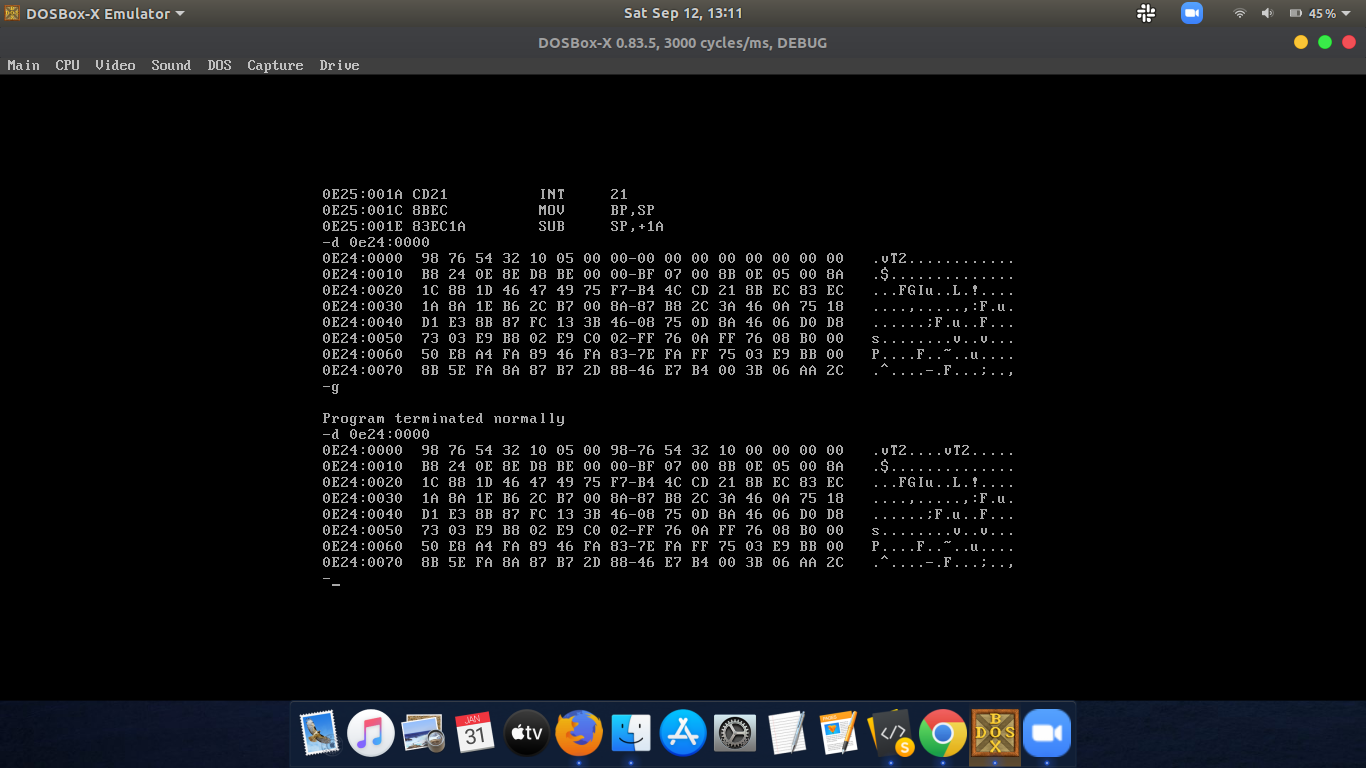 DOSBox-X Emulator
Sat Sep 12, 13:11
45%
DOSBox-X 0.83.5, 3000 cycles/ms, DEBUG
Main CPU Video Sound DOS Capture Drive
0E25:001A CD21 INT 21
0E25:001C 8BEC MOV BP,SP
0E25:001E 83EC1A SUB SP,+1A
-d 0e24:0000
0E24:0000 98 76 54 32 10 05 00 00-00 00 00 00 00 00 00 00 .vT2............
0E24:0010 B8 24 0E 8E D8 BE 00 00-BF 07 00 8B 0E 05 00 8A .$..............
0E24:0020 1C 88 1D 46 47 49 75 F7-B4 4C CD 21 8B EC 83 EC ...FGIu..L.!....
0E24:0030 1A 8A 1E B6 2C B7 00 8A-87 B8 2C 3A 46 0A 75 18 ....,.....,:F.u.
0E24:0040 D1 E3 8B 87 FC 13 3B 46-08 75 0D 8A 46 06 D0 D8 ......;F.u..F...
0E24:0050 73 03 E9 B8 02 E9 C0 02-FF 76 0A FF 76 08 B0 00 s........v..v...
0E24:0060 50 E8 A4 FA 89 46 FA 83-7E FA FF 75 03 E9 BB 00 P....F..~..u....
0E24:0070 8B 5E FA 8A 87 B7 2D 88-46 E7 B4 00 3B 06 AA 2C .^....-.F...;..,
-g
Program terminated normally
-d 0e24:0000
0E24:0000 98 76 54 32 10 05 00 98-76 54 32 10 00 00 00 00 .vT2....vT2.....
0E24:0010 B8 24 0E 8E D8 BE 00 00-BF 07 00 8B 0E 05 00 8A .$..............
0E24:0020 1C 88 1D 46 47 49 75 F7-B4 4C CD 21 8B EC 83 EC ...FGIu..L.!....
0E24:0030 1A 8A 1E B6 2C B7 00 8A-87 B8 2C 3A 46 0A 75 18 ....,.....,:F.u.
0E24:0040 D1 E3 8B 87 FC 13 3B 46-08 75 0D 8A 46 06 D0 D8 ......;F.u..F...
0E24:0050 73 03 E9 B8 02 E9 C0 02-FF 76 0A FF 76 08 B0 00 s........v..v...
0E24:0060 50 E8 A4 FA 89 46 FA 83-7E FA FF 75 03 E9 BB 00 P....F..~..u....
0E24:0070 8B 5E FA 8A 87 B7 2D 88-46 E7 B4 00 3B 06 AA 2C .^....-.F...;..,
-_
JAN
31
tv
</> S
BOX
DOS
X